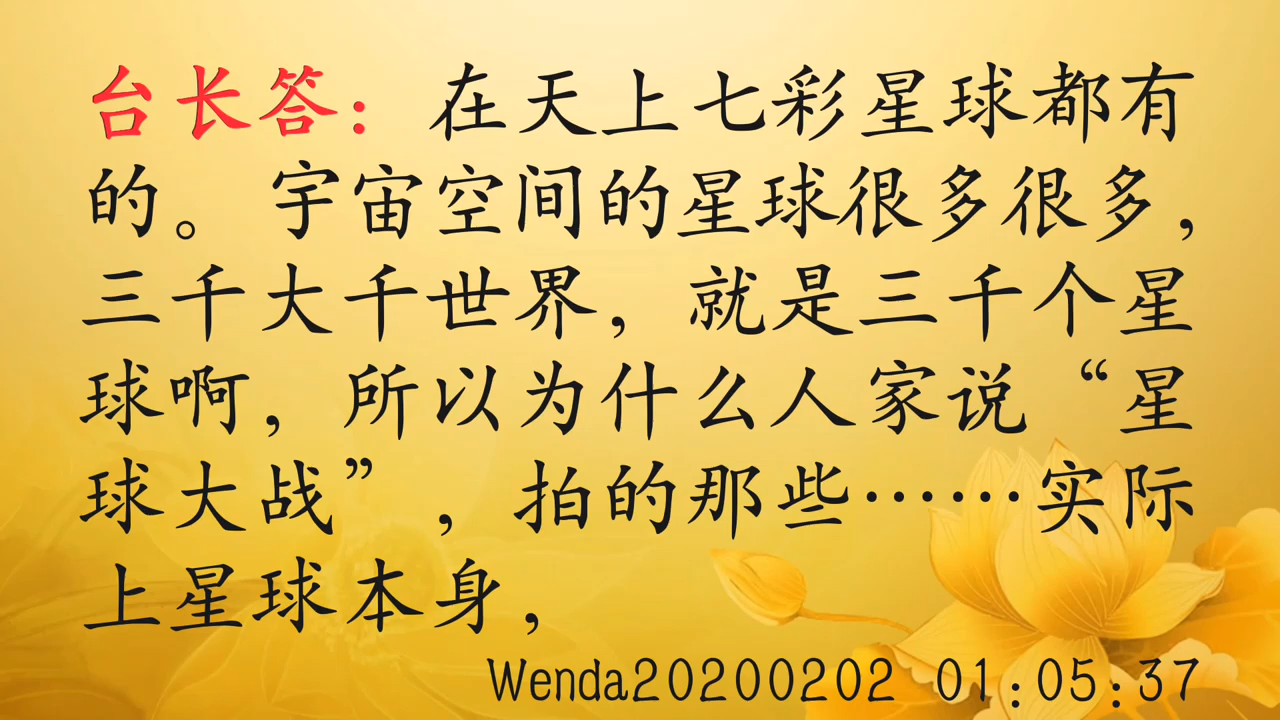 台长答：在天上七彩星球都有
的。宇宙空间的星球很多很多，
三千大千世界，就是三千个星
球啊，所以为什么人家说“星
球大战”，拍的那些……实际
上星球本身，
Wenda20200202 01:05:37